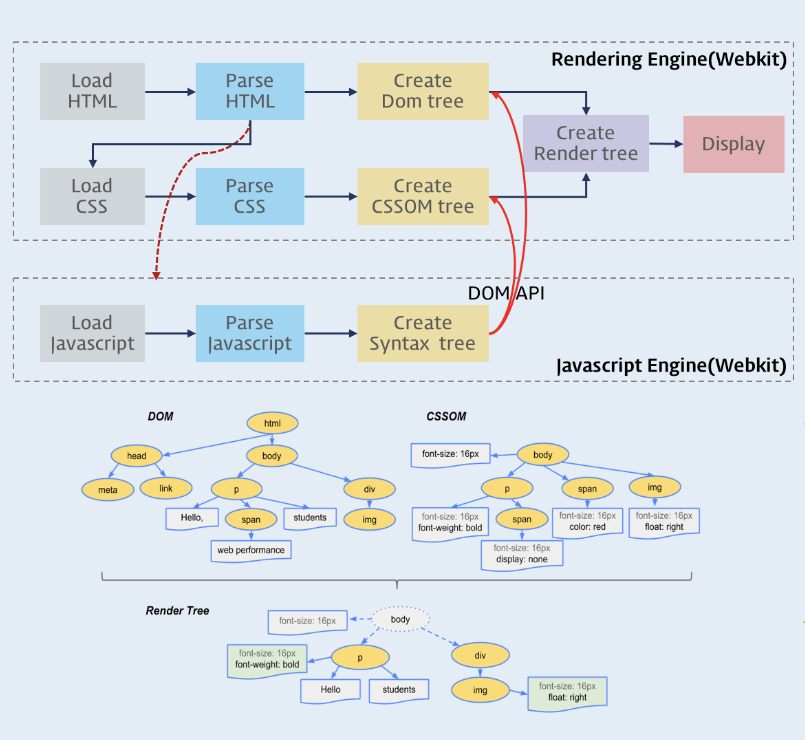 Rendering Engine(Webkit)
Load
HTML
Parse
HTML
Create
Dom tree
Create
Render tree
Display
Load
CSS
Parse
CSS
Create
CSSOM tree
DOM API
Load
Javascript
Parse
Javascript
Create
Syntax tree
Javascript Engine(Webkit)
DOM
html
head
body
meta
link
p
div
Hello,
span
students
img
web performance
CSSOM
font-size: 16px
body
p
span
img
font-size: 16px
font-weight: bold
span
font-size: 16px
color: red
font-size: 16px
float: right
font-size: 16px
display: none
Render Tree
font-size: 16px
body
font-size: 16px
font-weight: bold
p
div
Hello
students
img
font-size: 16px
float: right